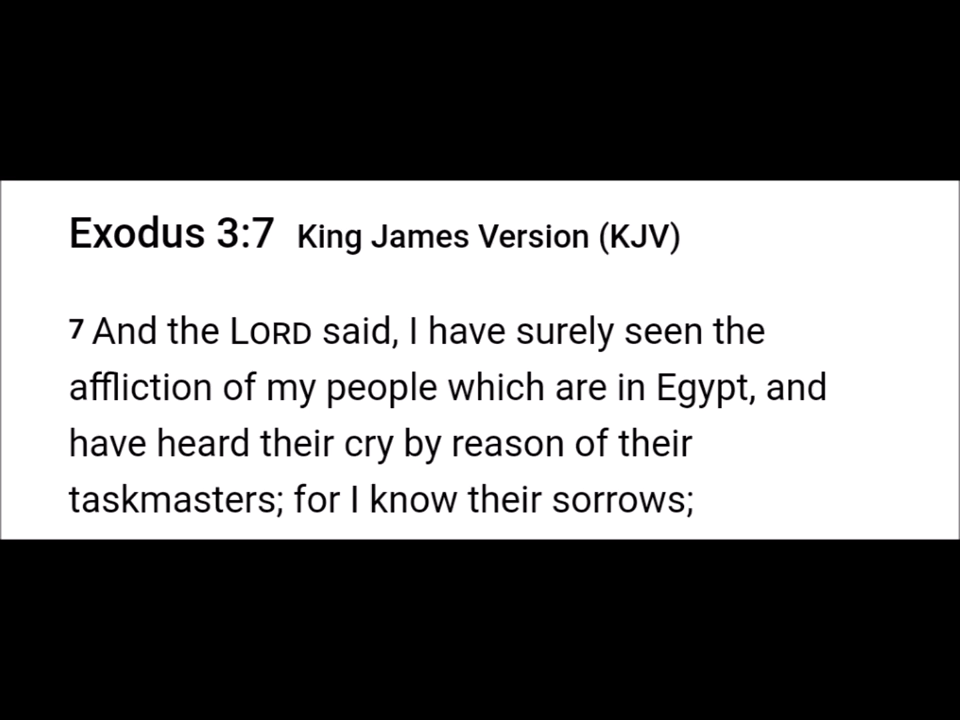 Exodus 3:7 King James Version (KJV)
7 And the LORD said, I have surely seen the
affliction of my people which are in Egypt, and
have heard their cry by reason of their
taskmasters; for I know their sorrows;